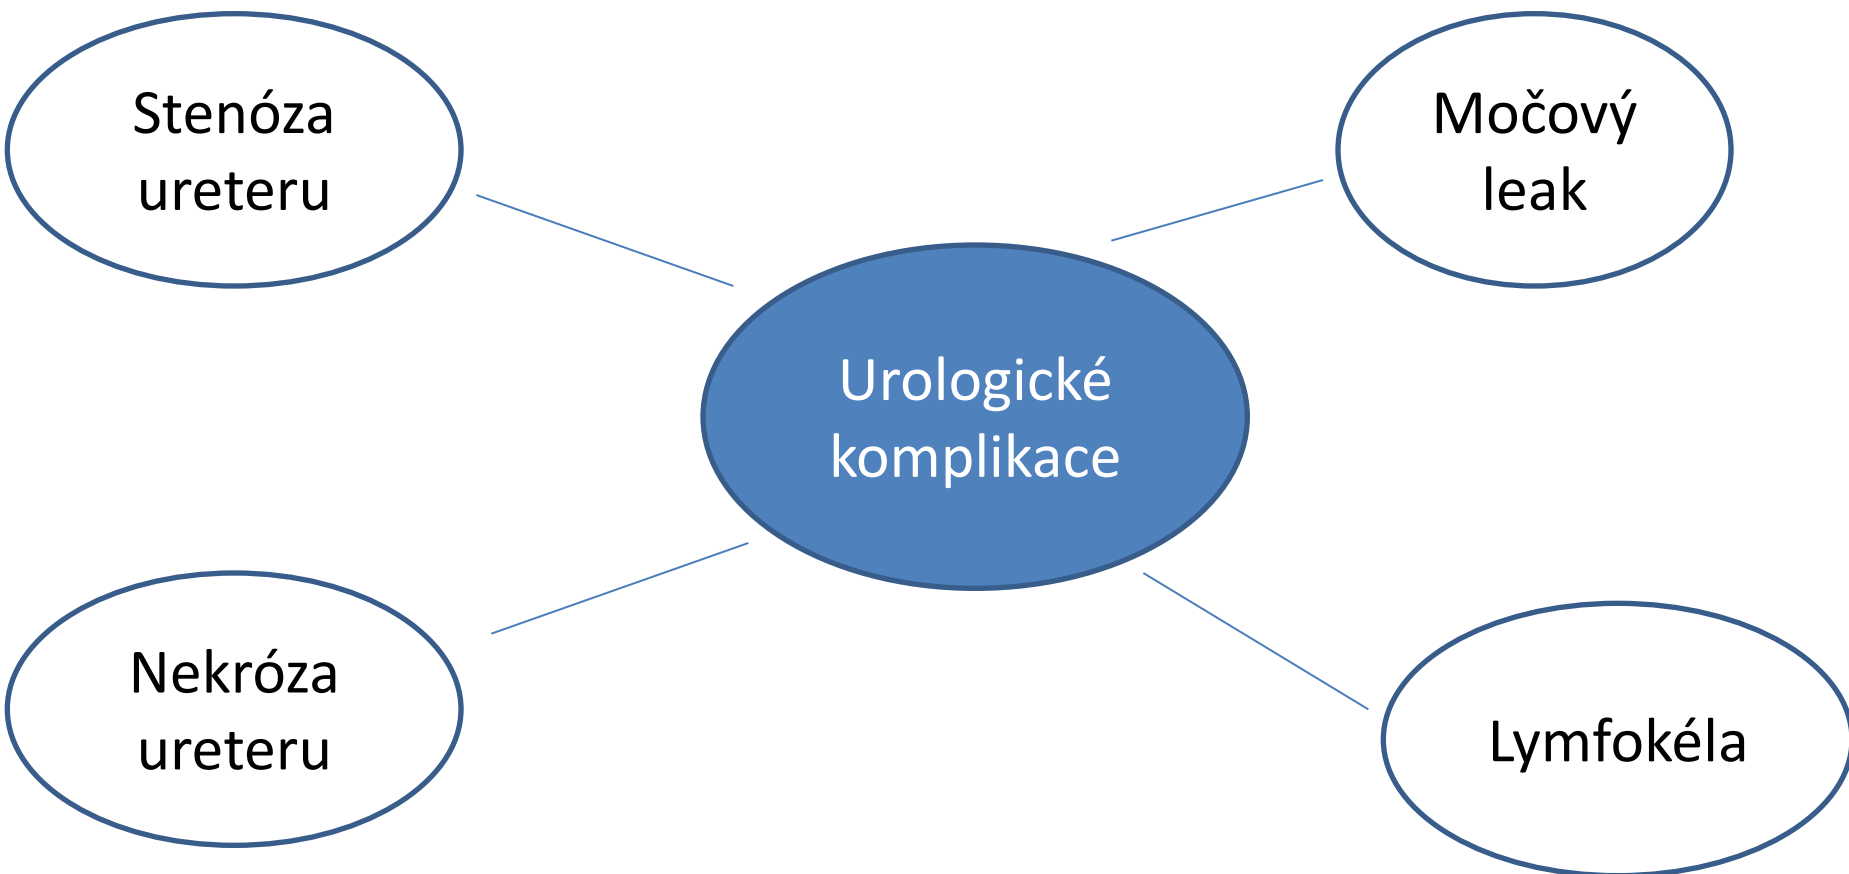 Stenóza
ureteru
Močový
leak
Urologické
komplikace
Nekróza
ureteru
Lymfokéla